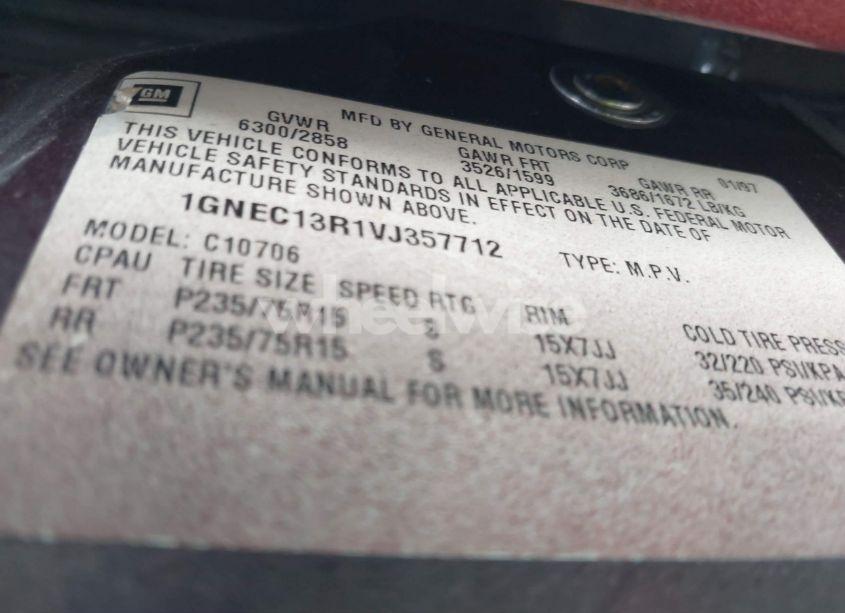 GM
MFD BY GENERAL MOTORS CORP 01/97
GVWR GAWR FRT GAWR RR
6300/2858 3526/1599 3686/1672 LB/KG
THIS VEHICLE CONFORMS TO ALL APPLICABLE U.S. FEDERAL MOTOR
VEHICLE SAFETY STANDARDS IN EFFECT ON THE DATE OF
MANUFACTURE SHOWN ABOVE.
1GNEC13R1VJ357712 TYPE: M.P.V.
MODEL: C10706
CPAU TIRE SIZE SPEED RTG RIM COLD TIRE PRESS
FRT P235/75R15 S 15X7JJ 32/220 PSI/KPA
RR P235/75R15 S 15X7JJ 35/240 PSI/KP
SEE OWNER'S MANUAL FOR MORE INFORMATION.
wheelwise